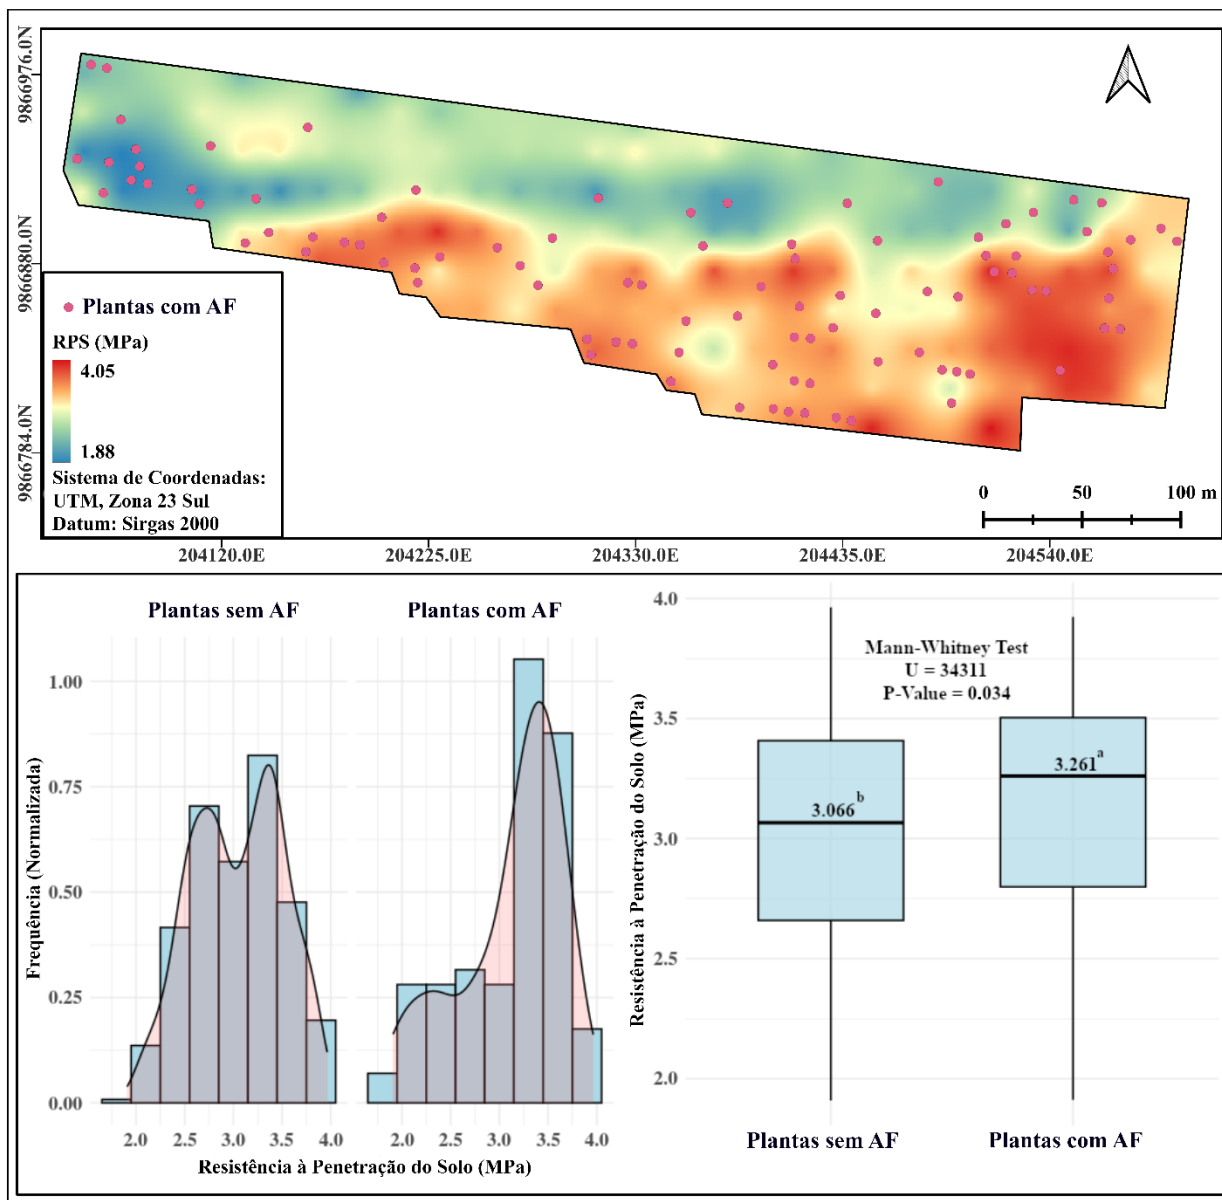 9866976.0N
9866880.0N
9866784.0N
Plantas com AF
RPS (MPa)
4.05
1.88
Sistema de Coordenadas:
UTM, Zona 23 Sul
Datum: Sirgas 2000
0 50 100 m
204120.0E 204225.0E 204330.0E 204435.0E 204540.0E
Plantas sem AF
Plantas com AF
Frequência (Normalizada)
1.00
0.75
0.50
0.25
0.00
2.0 2.5 3.0 3.5 4.0
2.0 2.5 3.0 3.5 4.0
Resistência à Penetração do Solo (MPa)
Resistência à Penetração do Solo (MPa)
4.0
3.5
3.0
2.5
2.0
Mann-Whitney Test
U = 34311
P-Value = 0.034
3.066 b
3.261 a
Plantas sem AF
Plantas com AF